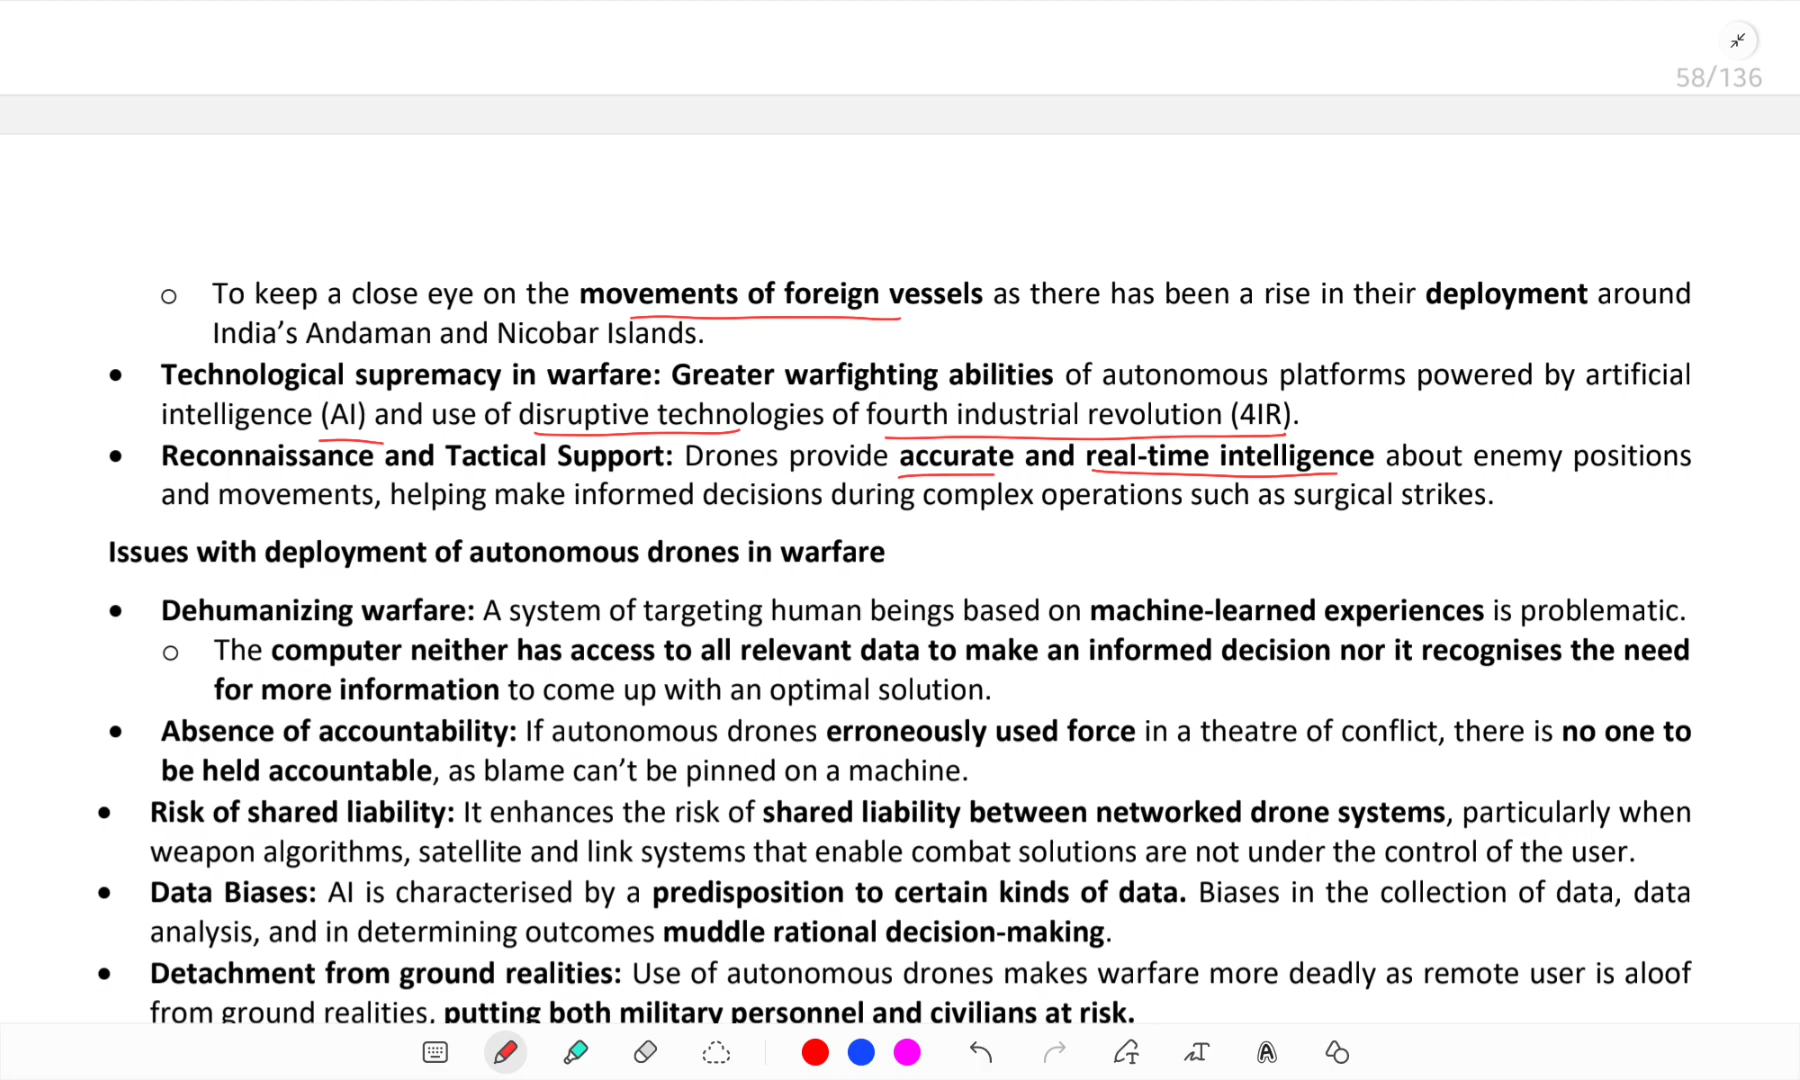 58/136
o To keep a close eye on the movements of foreign vessels as there has been a rise in their deployment around
India’s Andaman and Nicobar Islands.
• Technological supremacy in warfare: Greater warfighting abilities of autonomous platforms powered by artificial
intelligence (AI) and use of disruptive technologies of fourth industrial revolution (4IR).
• Reconnaissance and Tactical Support: Drones provide accurate and real-time intelligence about enemy positions
and movements, helping make informed decisions during complex operations such as surgical strikes.
Issues with deployment of autonomous drones in warfare
• Dehumanizing warfare: A system of targeting human beings based on machine-learned experiences is problematic.
o The computer neither has access to all relevant data to make an informed decision nor it recognises the need
for more information to come up with an optimal solution.
• Absence of accountability: If autonomous drones erroneously used force in a theatre of conflict, there is no one to
be held accountable, as blame can’t be pinned on a machine.
• Risk of shared liability: It enhances the risk of shared liability between networked drone systems, particularly when
weapon algorithms, satellite and link systems that enable combat solutions are not under the control of the user.
• Data Biases: AI is characterised by a predisposition to certain kinds of data. Biases in the collection of data, data
analysis, and in determining outcomes muddle rational decision-making.
• Detachment from ground realities: Use of autonomous drones makes warfare more deadly as remote user is aloof
from ground realities, putting both military personnel and civilians at risk.